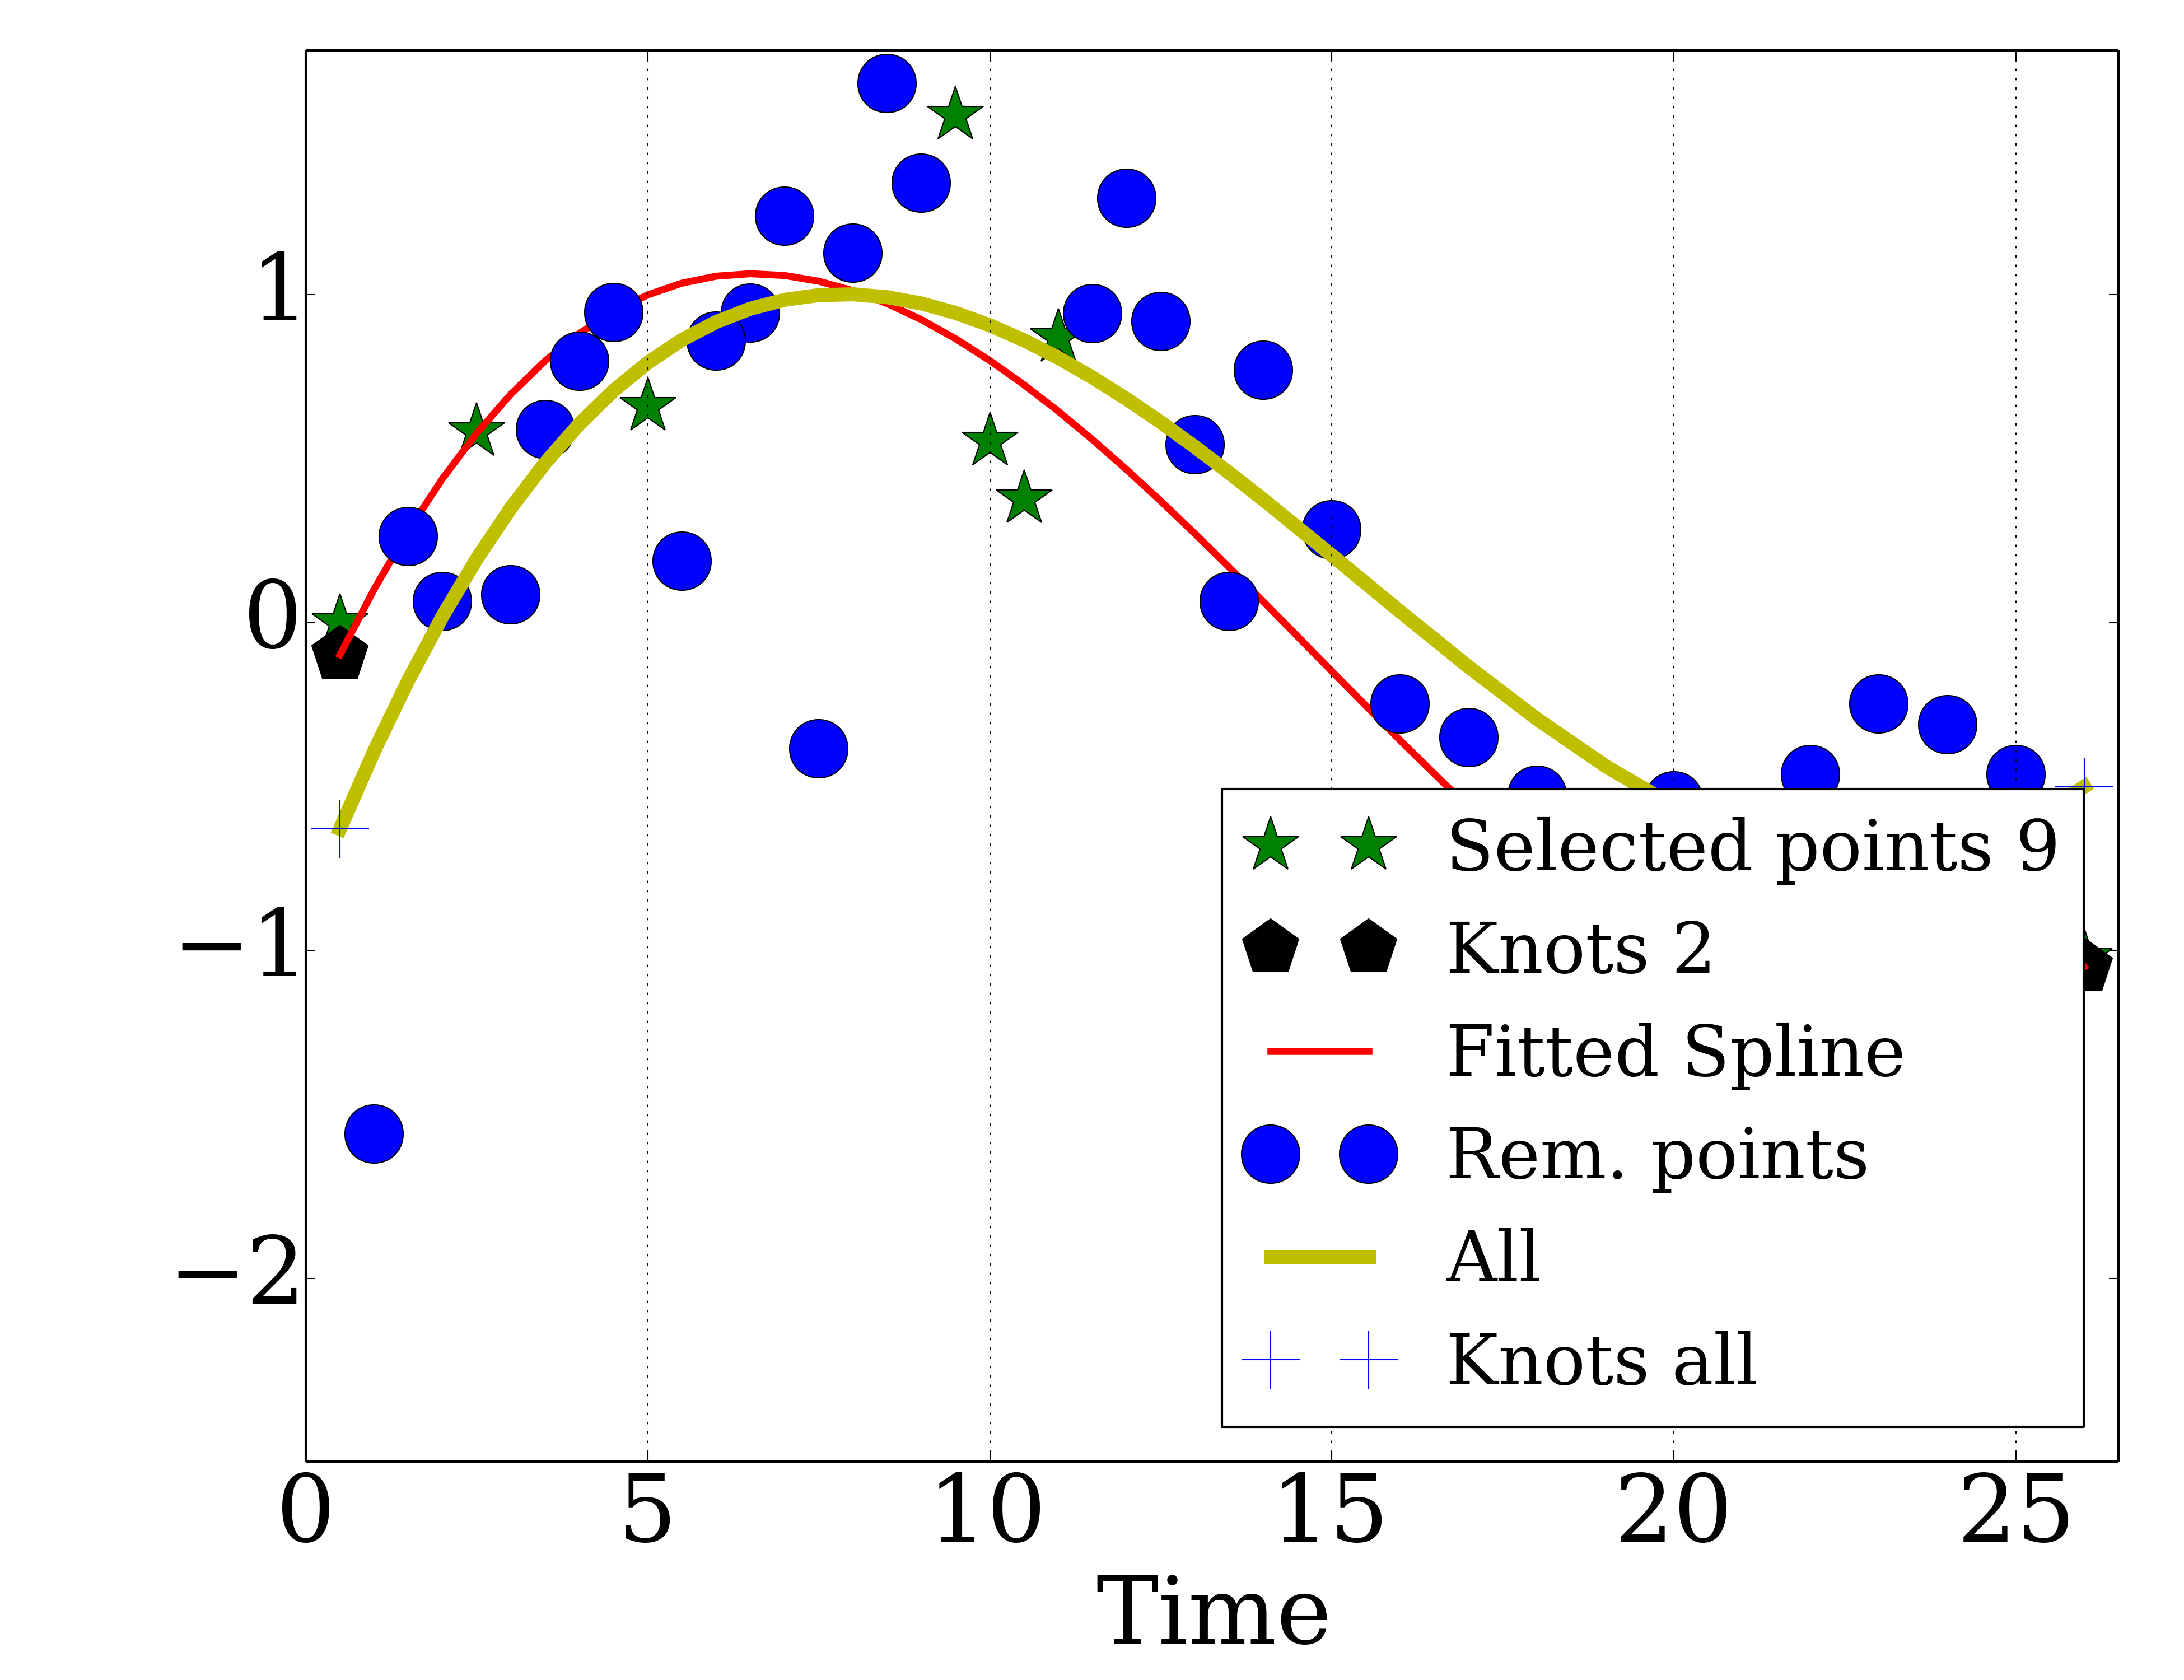 1
0
−1
−2
Selected points 9
Knots 2
Fitted Spline
Rem. points
All
Knots all
0 5 10 15 20 25
Time